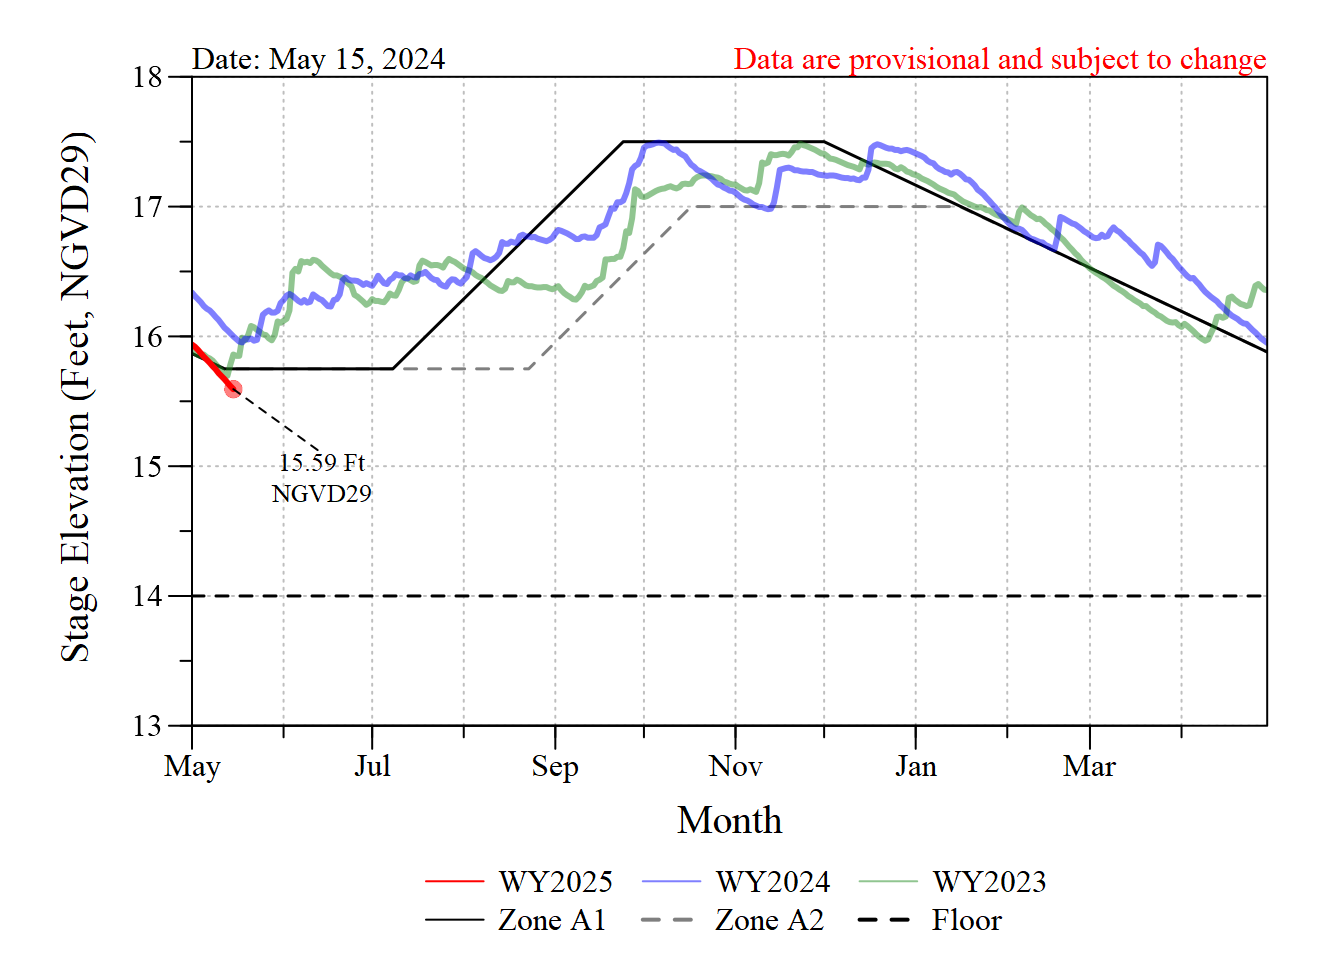 Date: May 15, 2024
Data are provisional and subject to change
Stage Elevation (Feet, NGVD29)
18
17
16
15
14
13
15.59 Ft
NGVD29
May
Jul
Sep
Nov
Jan
Mar
Month
WY2025
WY2024
WY2023
Zone A1
Zone A2
Floor